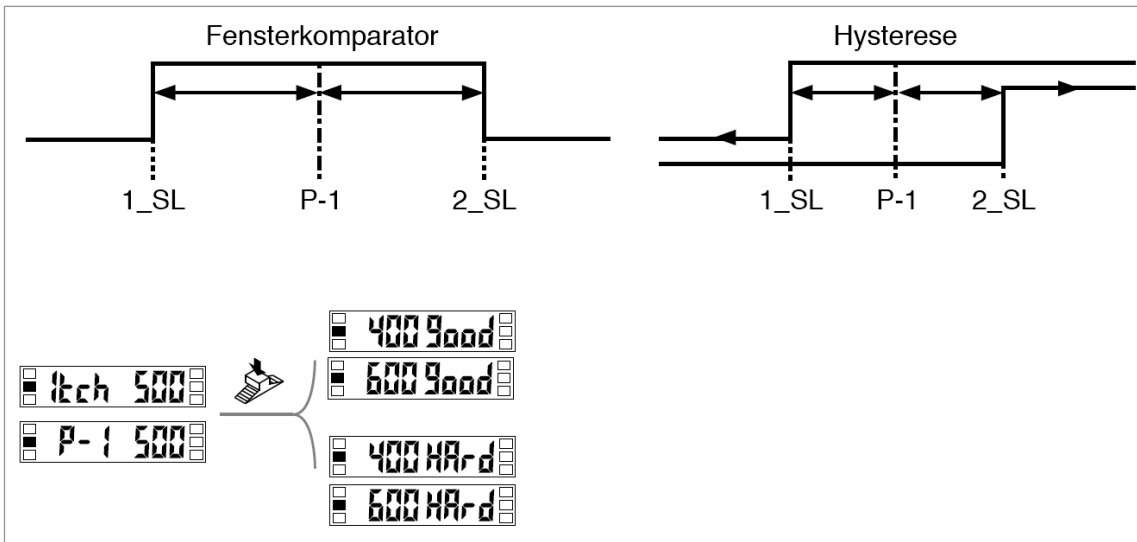 Fensterkomparator
Hysterese
1_SL P-1 2_SL
1_SL P-1 2_SL
400 good
600 good
1tch 500
P-1 500
400 HArd
600 HArd